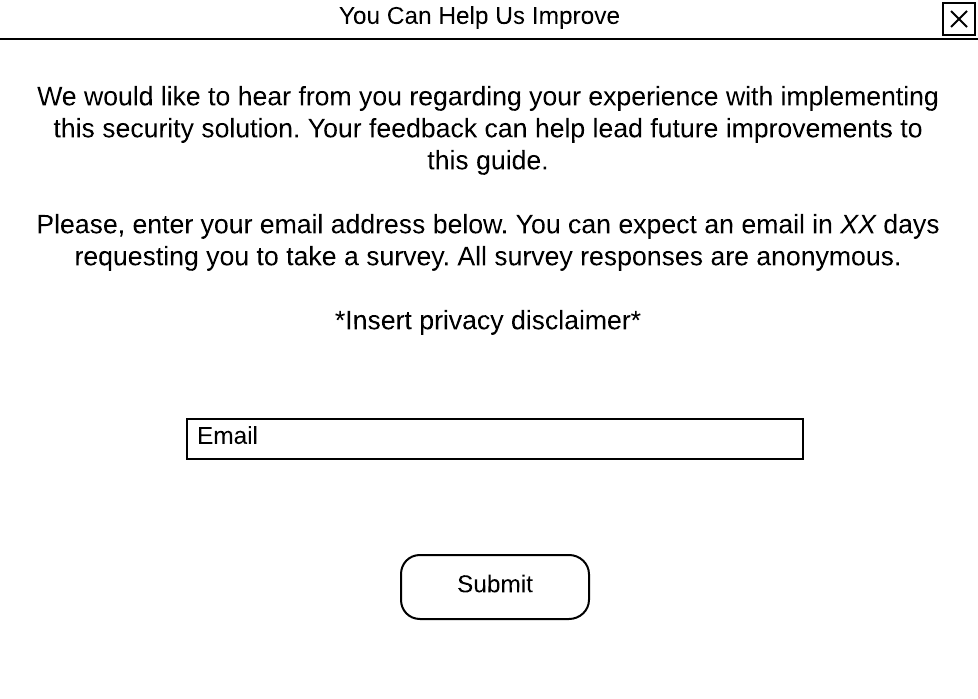 You Can Help Us Improve
We would like to hear from you regarding your experience with implementing
this security solution. Your feedback can help lead future improvements to
this guide.
Please, enter your email address below. You can expect an email in XX days
requesting you to take a survey. All survey responses are anonymous.
*Insert privacy disclaimer*
Email
Submit